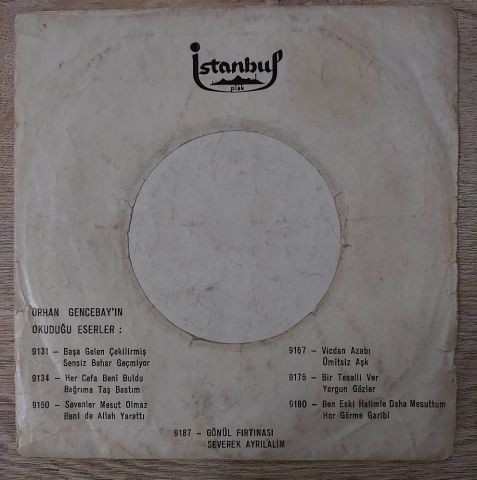 istanbul
plak
ORHAN GENCEBAY'IN
OKUDUĞU ESERLER :
9131 – Başa Gelen Çekilirmiş
Sensiz Bahar Geçmiyor
9134 – Her Cefa Beni Buldu
Bağrıma Taş Bastım
9150 – Sevenler Mesut Olmaz
Beni de Allah Yarattı
9167 – Vicdan Azabı
Ümitsiz Aşk
9175 – Bir Teselli Ver
Yorgun Gözler
9180 – Ben Eski Halimle Daha Mesuttum
Hor Görme Garibi
9187 – GÖNÜL FIRTINASI
SEVEREK AYRILALIM